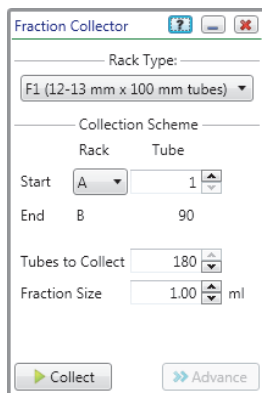 Fraction Collector ?
Rack Type:
F1 (12-13 mm x 100 mm tubes)
Collection Scheme
Rack Tube
Start A 1
End B 90
Tubes to Collect 180
Fraction Size 1.00 ml
Collect Advance